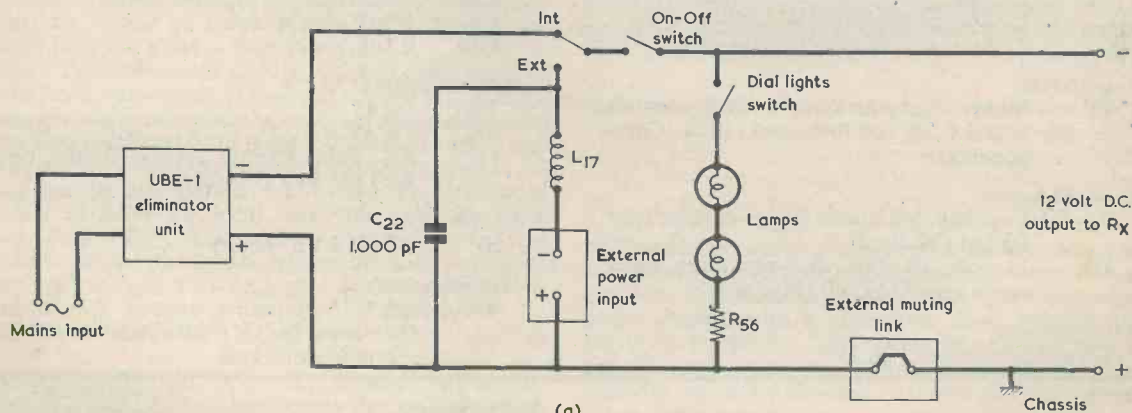 Int
On-Off
switch
Ext
Dial lights
switch
L17
UBE-1
eliminator
unit
−
+
C22
1,000 pF
−
+
External
power
input
Lamps
−
12 volt D.C.
output to Rx
R56
External muting
link
Mains input
+
Chassis
(a)